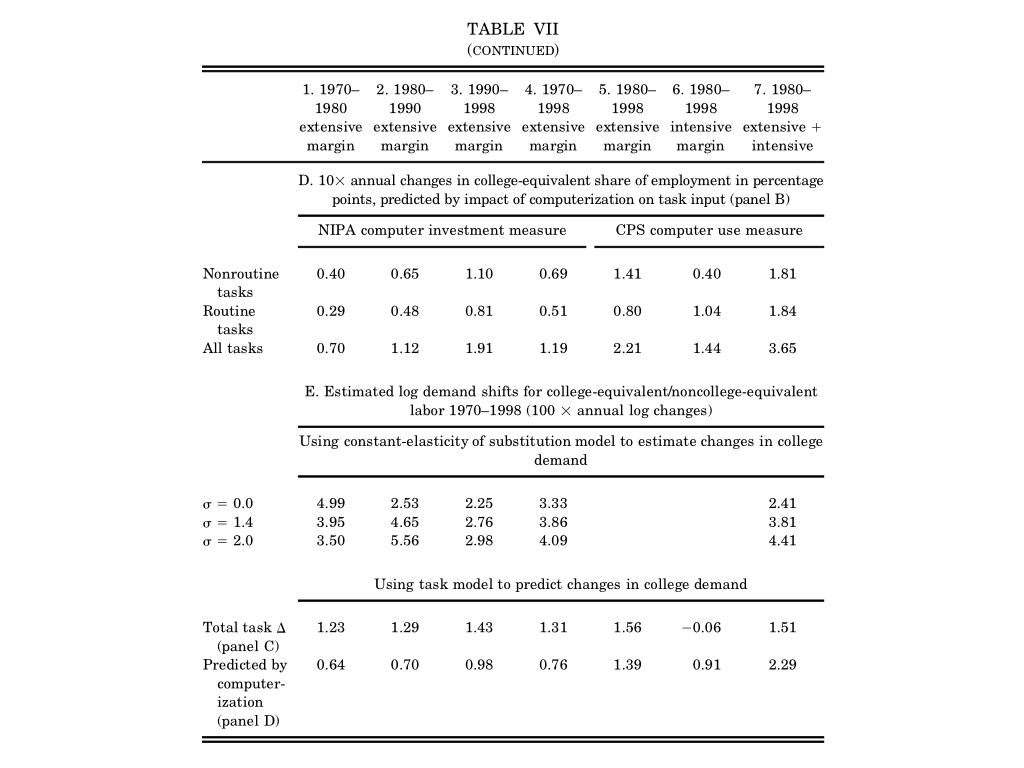 TABLE VII
(CONTINUED)
1. 1970– 2. 1980– 3. 1990– 4. 1970– 5. 1980– 6. 1980– 7. 1980–
1980 1990 1998 1998 1998 1998 1998
extensive extensive extensive extensive extensive intensive extensive +
margin margin margin margin margin margin intensive
D. 10× annual changes in college-equivalent share of employment in percentage
points, predicted by impact of computerization on task input (panel B)
NIPA computer investment measure CPS computer use measure
Nonroutine 0.40 0.65 1.10 0.69 1.41 0.40 1.81
tasks
Routine 0.29 0.48 0.81 0.51 0.80 1.04 1.84
tasks
All tasks 0.70 1.12 1.91 1.19 2.21 1.44 3.65
E. Estimated log demand shifts for college-equivalent/noncollege-equivalent
labor 1970–1998 (100 × annual log changes)
Using constant-elasticity of substitution model to estimate changes in college
demand
σ = 0.0 4.99 2.53 2.25 3.33 2.41
σ = 1.4 3.95 4.65 2.76 3.86 3.81
σ = 2.0 3.50 5.56 2.98 4.09 4.41
Using task model to predict changes in college demand
Total task Δ 1.23 1.29 1.43 1.31 1.56 −0.06 1.51
(panel C)
Predicted by 0.64 0.70 0.98 0.76 1.39 0.91 2.29
computer-
ization
(panel D)